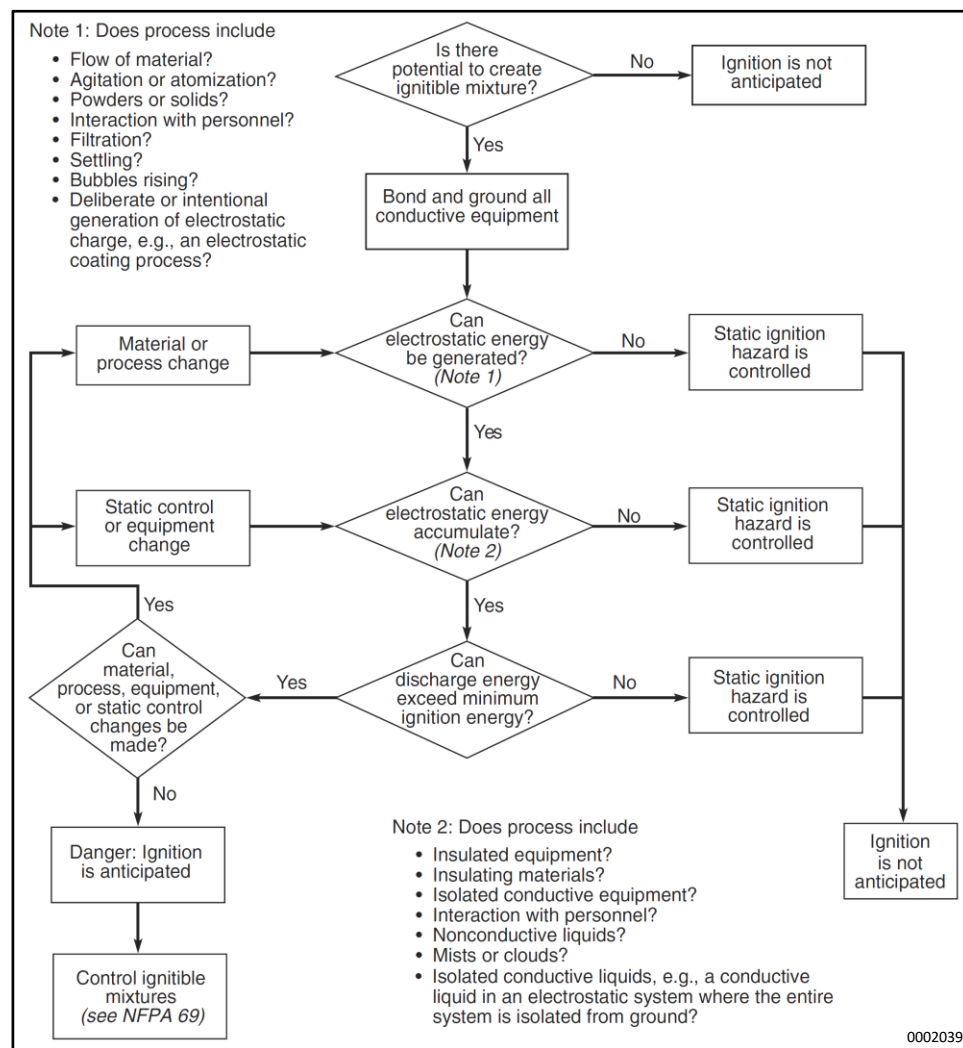 Note 1: Does process include
• Flow of material?
• Agitation or atomization?
• Powders or solids?
• Interaction with personnel?
• Filtration?
• Settling?
• Bubbles rising?
• Deliberate or intentional
generation of electrostatic
charge, e.g., an electrostatic
coating process?
Is there
potential to create
ignitible mixture?
No
Ignition is not
anticipated
Yes
Bond and ground all
conductive equipment
Material or
process change
Can
electrostatic energy
be generated?
(Note 1)
No
Static ignition
hazard is
controlled
Yes
Static control
or equipment
change
Can
electrostatic energy
accumulate?
(Note 2)
No
Static ignition
hazard is
controlled
Yes
Yes
Can
material,
process, equipment,
or static control
changes be
made?
Yes
Can
discharge energy
exceed minimum
ignition energy?
No
Static ignition
hazard is
controlled
No
Danger: Ignition
is anticipated
Control ignitible
mixtures
(see NFPA 69)
Note 2: Does process include
• Insulated equipment?
• Insulating materials?
• Isolated conductive equipment?
• Interaction with personnel?
• Nonconductive liquids?
• Mists or clouds?
• Isolated conductive liquids, e.g., a conductive
liquid in an electrostatic system where the entire
system is isolated from ground?
Ignition
is not
anticipated
0002039